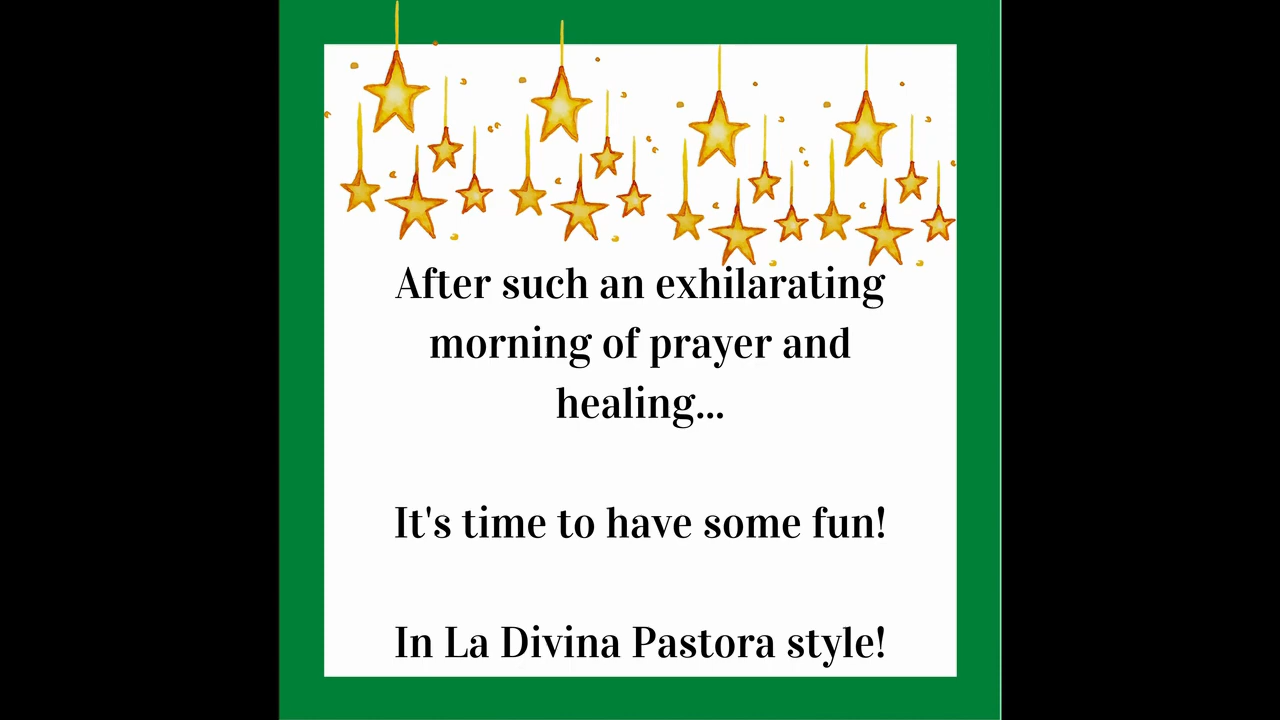 After such an exhilarating
morning of prayer and
healing...
It's time to have some fun!
In La Divina Pastora style!